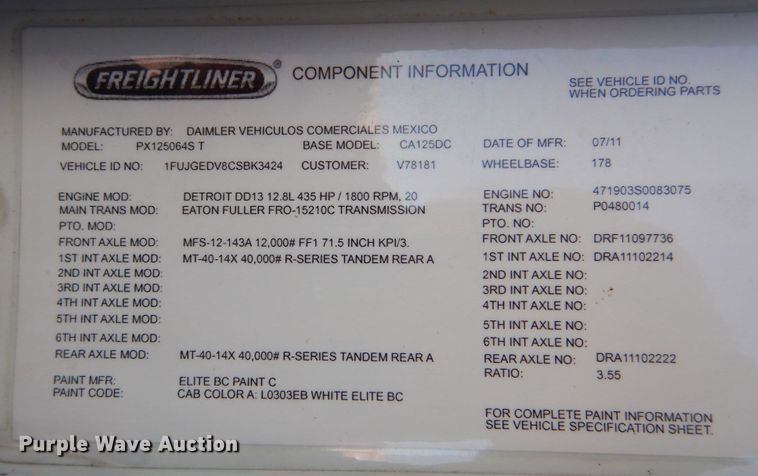 FREIGHTLINER® COMPONENT INFORMATION
SEE VEHICLE ID NO.
WHEN ORDERING PARTS
MANUFACTURED BY: DAIMLER VEHICULOS COMERCIALES MEXICO
MODEL: PX125064S T BASE MODEL: CA125DC DATE OF MFR: 07/11
VEHICLE ID NO: 1FUJGEDV8CSBK3424 CUSTOMER: V78181 WHEELBASE: 178
ENGINE MOD: DETROIT DD13 12.8L 435 HP / 1800 RPM, 20 ENGINE NO: 471903S0083075
MAIN TRANS MOD: EATON FULLER FRO-15210C TRANSMISSION TRANS NO: P0480014
PTO. MOD: PTO. NO:
FRONT AXLE MOD: MFS-12-143A 12,000# FF1 71.5 INCH KPI/3. FRONT AXLE NO: DRF11097736
1ST INT AXLE MOD: MT-40-14X 40,000# R-SERIES TANDEM REAR A 1ST INT AXLE NO: DRA11102214
2ND INT AXLE MOD: 2ND INT AXLE NO:
3RD INT AXLE MOD: 3RD INT AXLE NO:
4TH INT AXLE MOD: 4TH INT AXLE NO:
5TH INT AXLE MOD: 5TH INT AXLE NO:
6TH INT AXLE MOD: 6TH INT AXLE NO:
REAR AXLE MOD: MT-40-14X 40,000# R-SERIES TANDEM REAR A REAR AXLE NO: DRA11102222
RATIO: 3.55
PAINT MFR: ELITE BC PAINT C
PAINT CODE: CAB COLOR A: L0303EB WHITE ELITE BC
FOR COMPLETE PAINT INFORMATION
SEE VEHICLE SPECIFICATION SHEET.
Purple Wave Auction